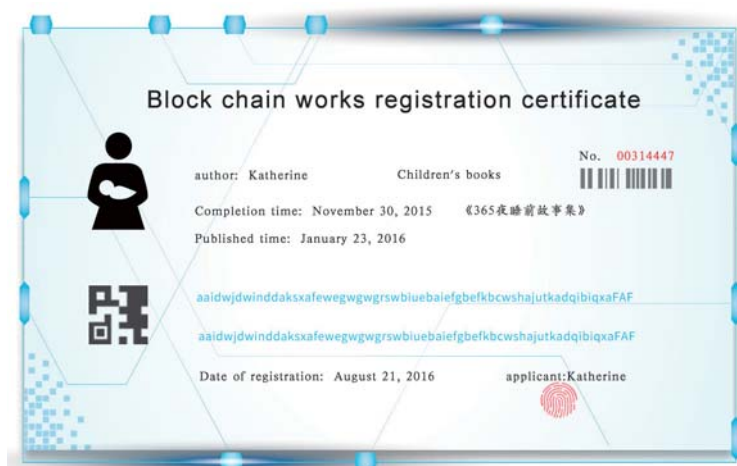 Block chain works registration certificate
No. 00314447
author: Katherine Children's books
Completion time: November 30, 2015 《365夜睡前故事集》
Published time: January 23, 2016
aaidwjdwinddaksxafewegwgwgrswbiuebaiefgbefkbcwshajutkadqibiqxaFAF
aaidwjdwinddaksxafewegwgwgrswbiuebaiefgbefkbcwshajutkadqibiqxaFAF
Date of registration: August 21, 2016 applicant:Katherine